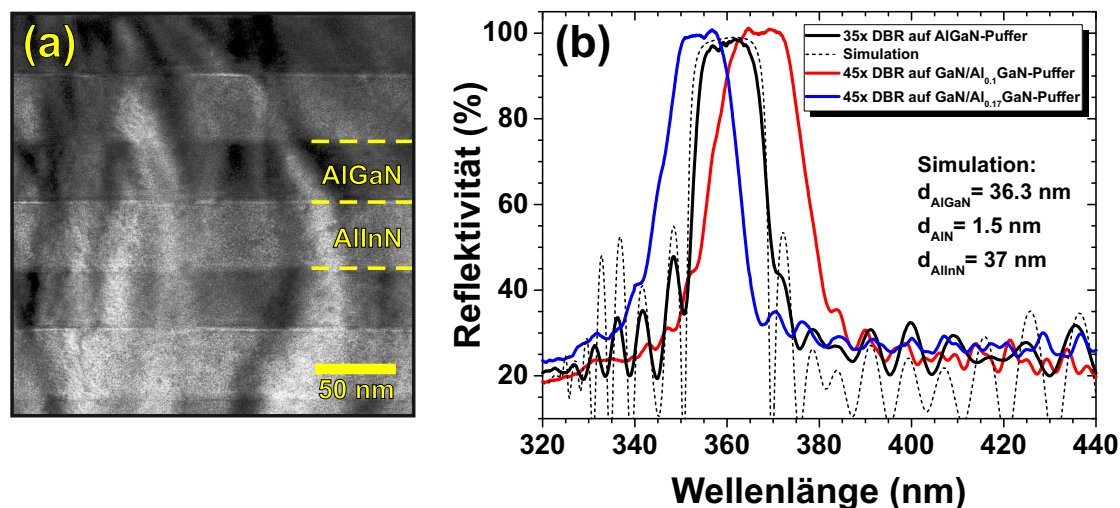 (a)
AlGaN
AlInN
50 nm
(b)
35x DBR auf AlGaN-Puffer
Simulation
45x DBR auf GaN/Al0.1GaN-Puffer
45x DBR auf GaN/Al0.17GaN-Puffer
Simulation:
dAlGaN= 36.3 nm
dAlN= 1.5 nm
dAlInN= 37 nm
Reflektivität (%)
100
80
60
40
20
320 340 360 380 400 420 440
Wellenlänge (nm)